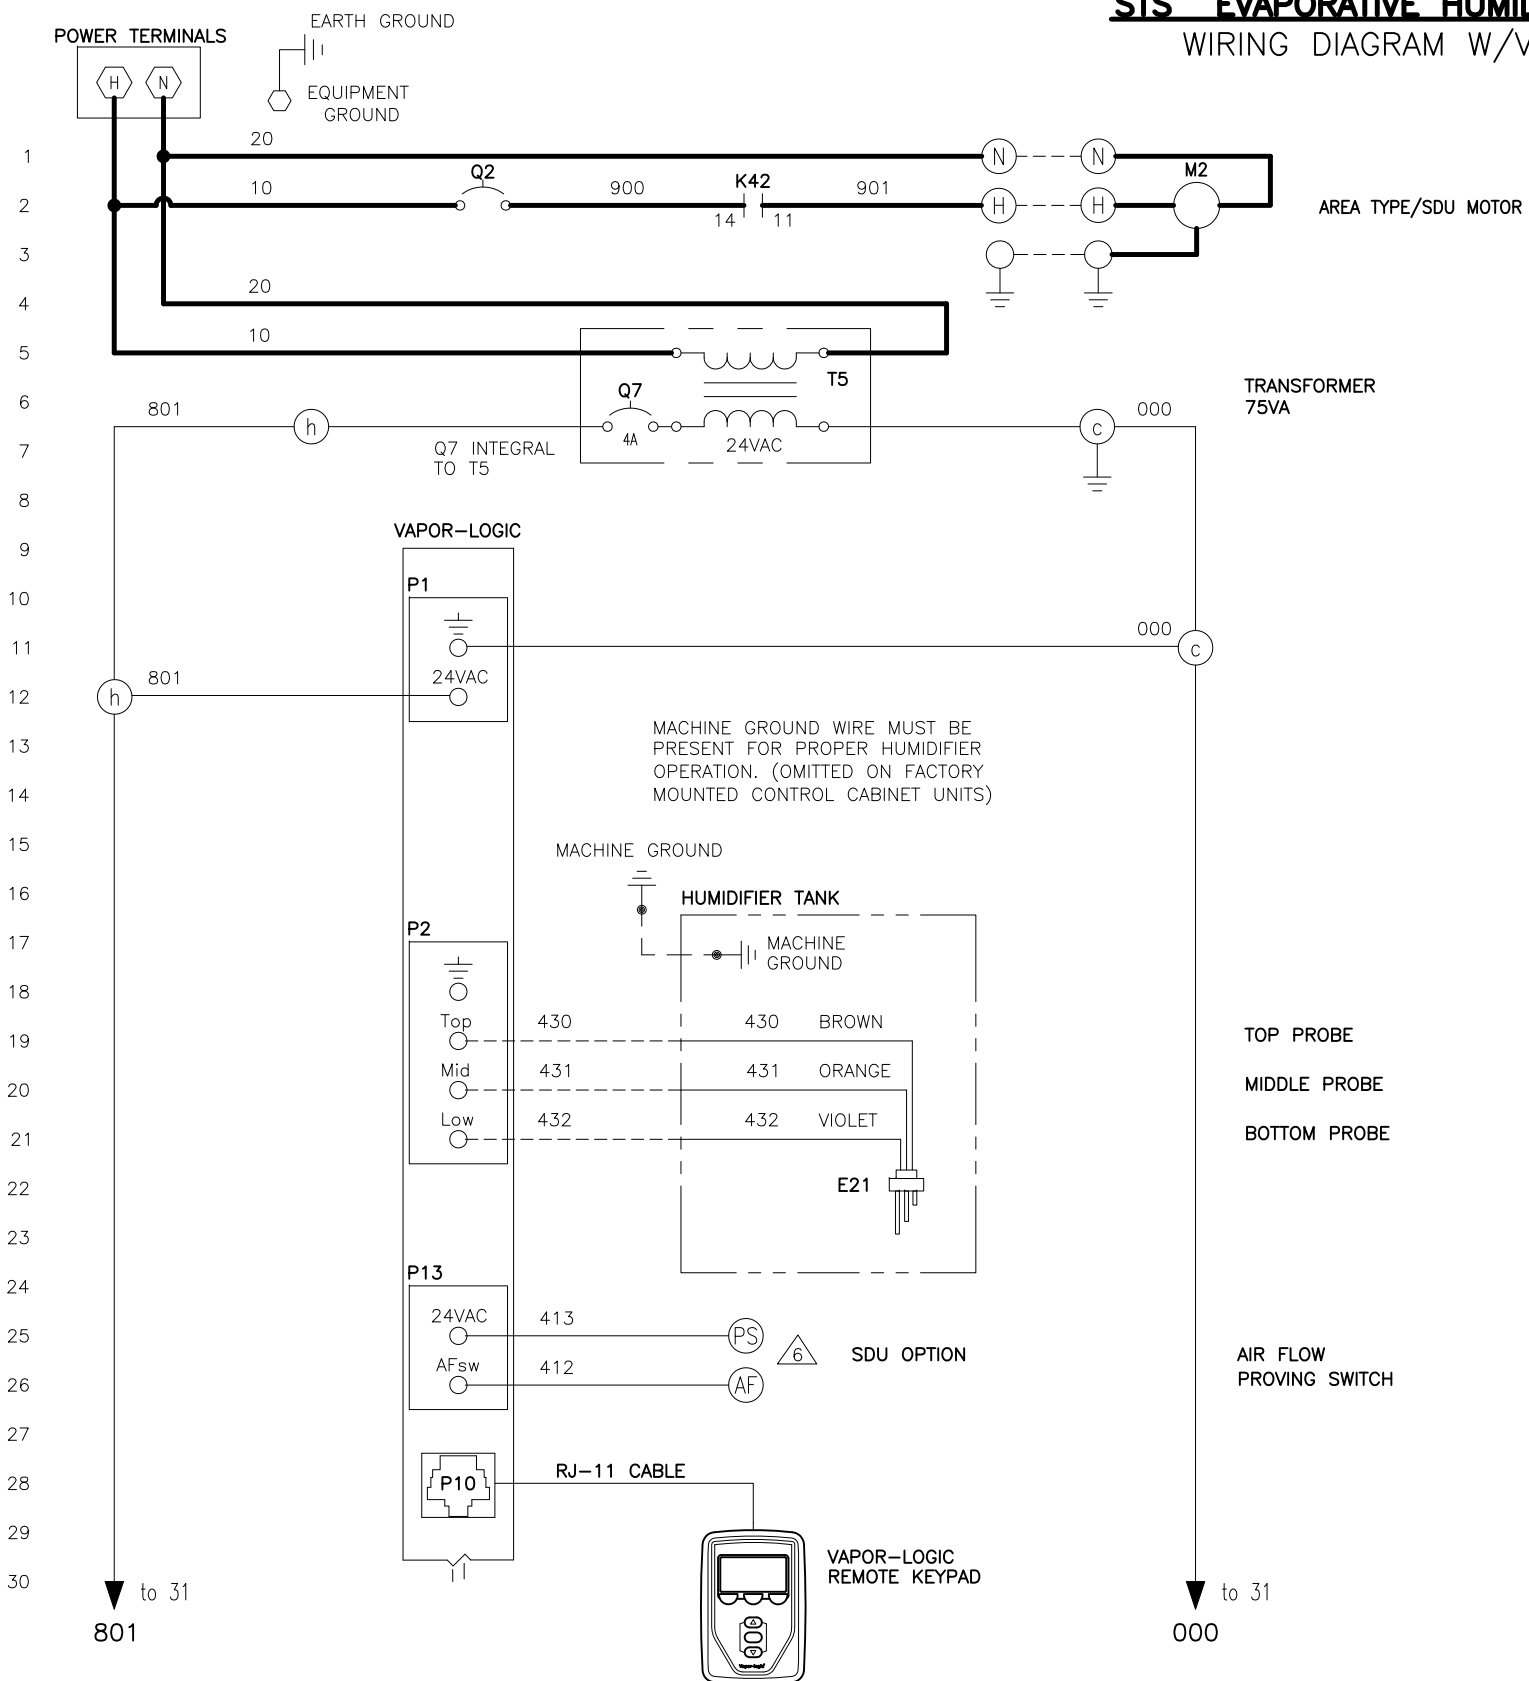 STS EVAPORATIVE
WIRING DIAGRAM
EARTH GROUND
POWER TERMINALS
H N
EQUIPMENT
GROUND
20
1 N N
M2
10 Q2 900 K42 901
2 H H AREA TYPE/SDU MOTOR
14 11
3
20
4
10
5
T5
TRANSFORMER
75VA
Q7
6
801 h 4A 24VAC c 000
7 Q7 INTEGRAL
TO T5
8
VAPOR-LOGIC
9
P1
10
000
11 c
801 24VAC
12 h
MACHINE GROUND WIRE MUST BE
13 PRESENT FOR PROPER HUMIDIFIER
OPERATION. (OMITTED ON FACTORY
14 MOUNTED CONTROL CABINET UNITS)
15 MACHINE GROUND
16 HUMIDIFIER TANK
P2
17 MACHINE
GROUND
18
Top 430 430 BROWN
19 TOP PROBE
Mid 431 431 ORANGE
20 MIDDLE PROBE
Low 432 432 VIOLET
21 BOTTOM PROBE
22 E21
23
P13
24
24VAC 413
25 PS
6 SDU OPTION AIR FLOW
PROVING SWITCH
AFsw 412
26 AF
27
RJ-11 CABLE
28 P10
29
VAPOR-LOGIC
REMOTE KEYPAD
30 to 31 to 31
801 000
Vapor-logic